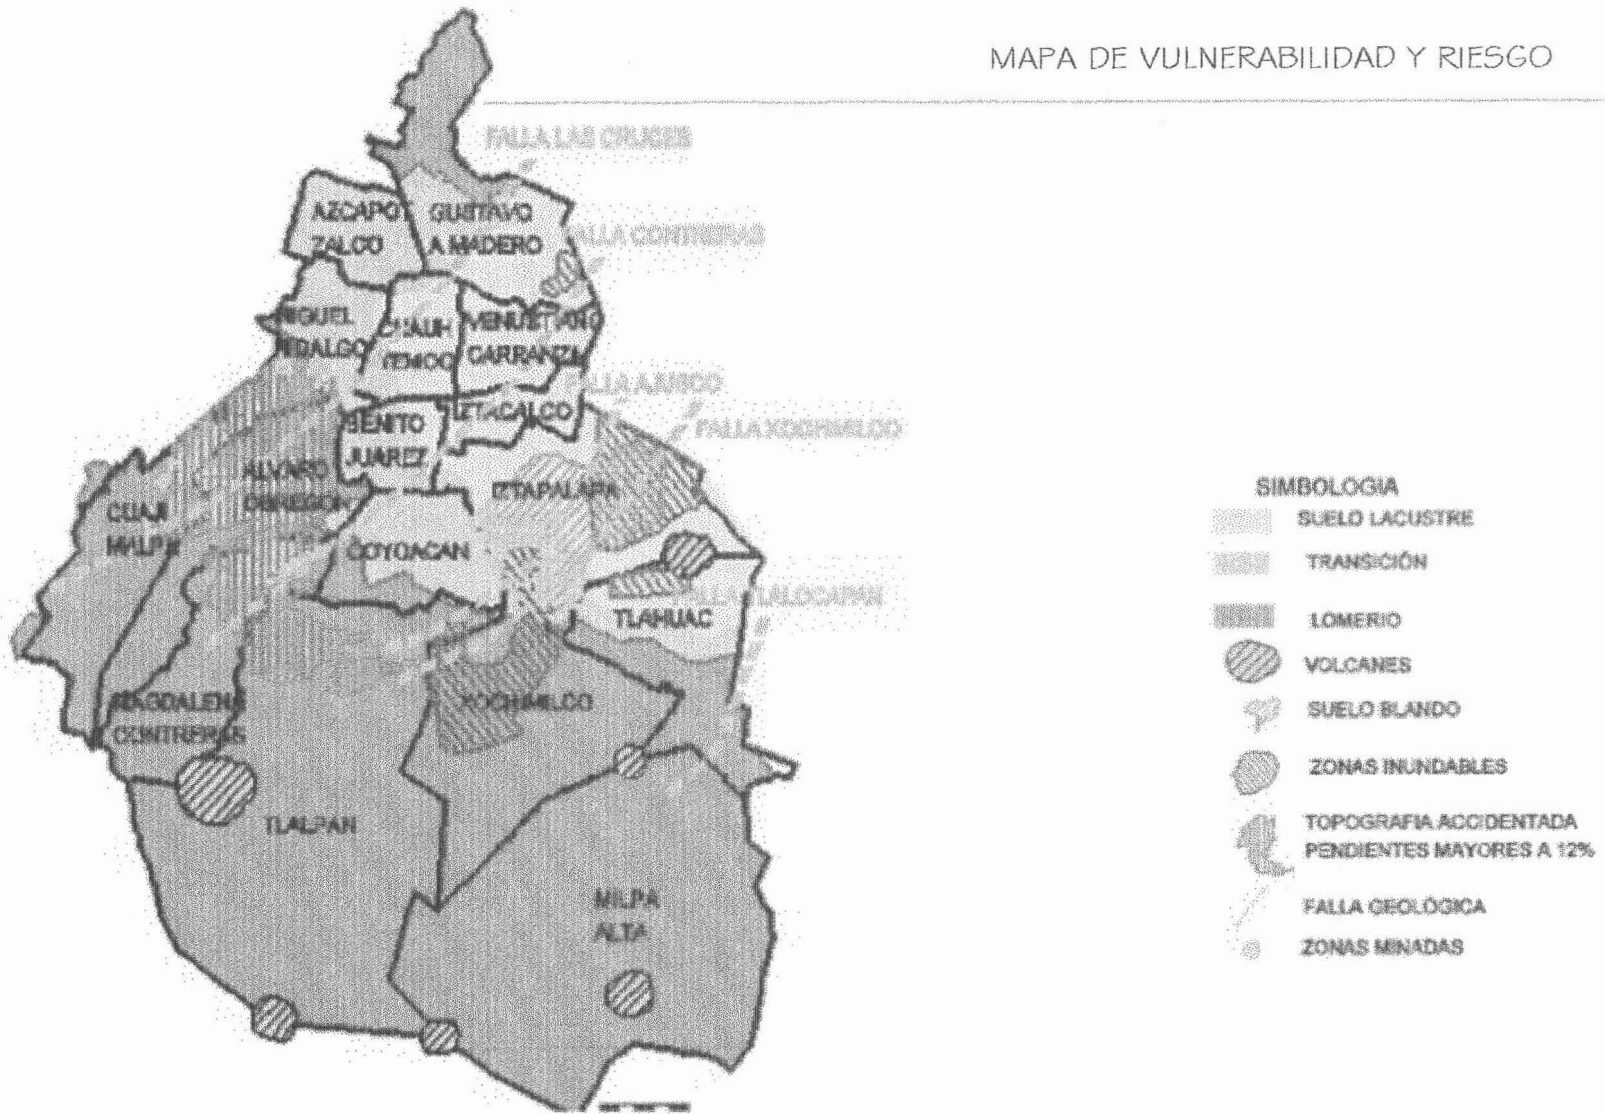 MAPA DE VULNERABILIDAD Y RIESGO
FALLA LAS CRUCES
AZCAPOT
ZALCO
GUSTAVO
A MADERO
FALLA CONTRERAS
MIGUEL
HIDALGO
CUAUH
TEMOC
VENUSTIANO
CARRANZA
FALLA AJUSCO
IZTACALCO
FALLA XOCHIMILCO
BENITO
JUAREZ
ALVARO
OBREGON
IZTAPALAPA
CUAJI
MALPA
COYOACAN
FALLA TLALOCAPAN
TLAHUAC
MAGDALENA
CONTRERAS
XOCHIMILCO
TLALPAN
MILPA
ALTA
SIMBOLOGIA
SUELO LACUSTRE
TRANSICIÓN
LOMERIO
VOLCANES
SUELO BLANDO
ZONAS INUNDABLES
TOPOGRAFIA ACCIDENTADA
PENDIENTES MAYORES A 12%
FALLA GEOLÓGICA
ZONAS MINADAS